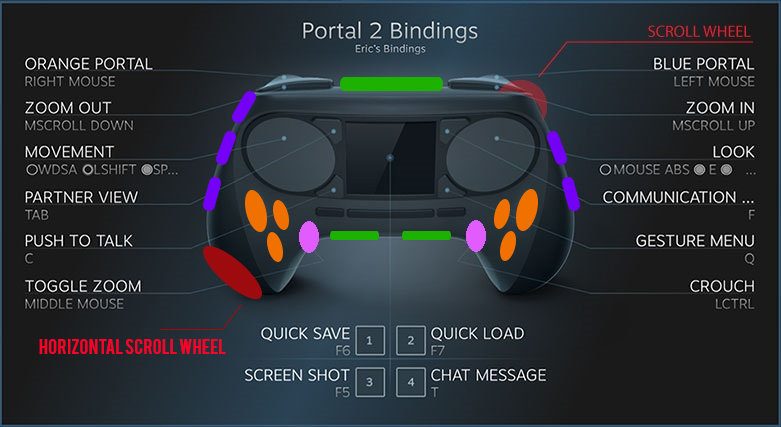 Portal 2 Bindings
Eric's Bindings
SCROLL WHEEL
ORANGE PORTAL
RIGHT MOUSE
ZOOM OUT
MSCROLL DOWN
MOVEMENT
WDSA LSHIFT SP...
PARTNER VIEW
TAB
PUSH TO TALK
C
TOGGLE ZOOM
MIDDLE MOUSE
BLUE PORTAL
LEFT MOUSE
ZOOM IN
MSCROLL UP
LOOK
MOUSE ABS E ...
COMMUNICATION ...
F
GESTURE MENU
Q
CROUCH
LCTRL
HORIZONTAL SCROLL WHEEL
QUICK SAVE 1 2 QUICK LOAD
F6 F7
SCREEN SHOT 3 4 CHAT MESSAGE
F5 T